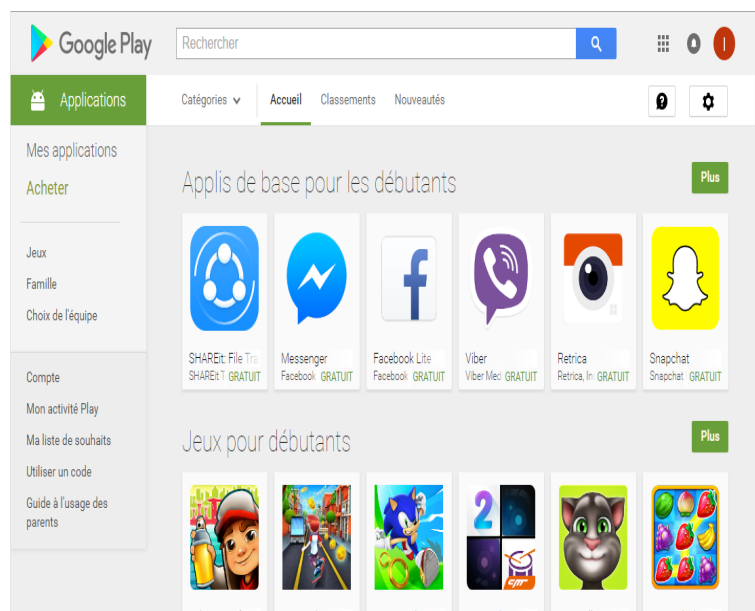 Google Play
Rechercher
I
Applications
Catégories
Accueil
Classements
Nouveautés
Mes applications
Acheter
Jeux
Famille
Choix de l'équipe
Compte
Mon activité Play
Ma liste de souhaits
Utiliser un code
Guide à l'usage des
parents
Applis de base pour les débutants
Plus
SHAREit: File Tra
SHAREit T GRATUIT
Messenger
Facebook GRATUIT
Facebook Lite
Facebook GRATUIT
Viber
Viber Med GRATUIT
Retrica
Retrica, In GRATUIT
Snapchat
Snapchat GRATUIT
Jeux pour débutants
Plus
2